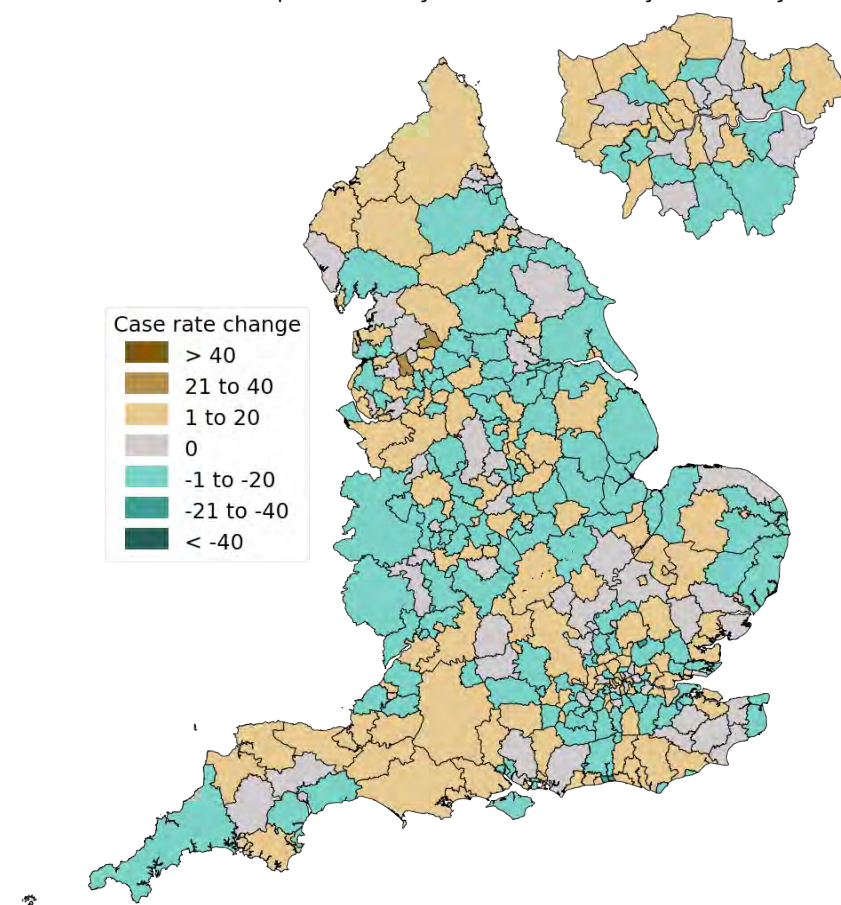 Case rate change
> 40
21 to 40
1 to 20
0
-1 to -20
-21 to -40
< -40